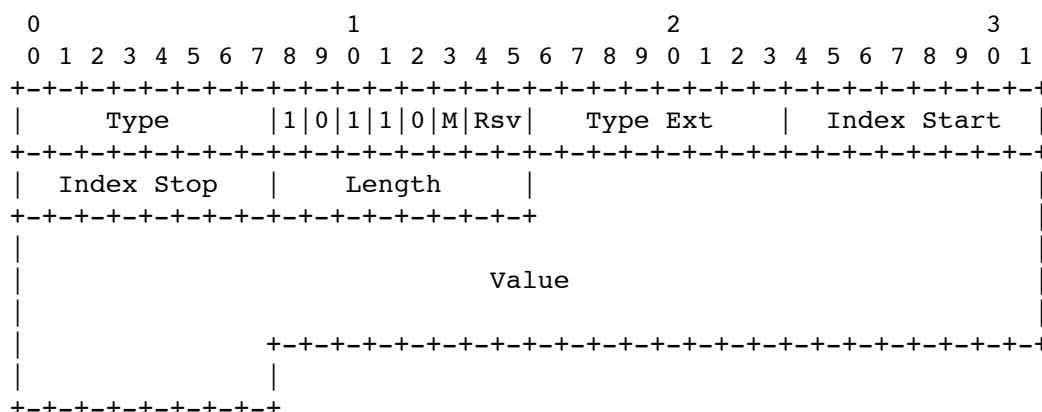 0 1 2 3
0 1 2 3 4 5 6 7 8 9 0 1 2 3 4 5 6 7 8 9 0 1 2 3 4 5 6 7 8 9 0 1
+-+-+-+-+-+-+-+-+-+-+-+-+-+-+-+-+-+-+-+-+-+-+-+-+-+-+-+-+-+-+-+-+
| Type |1|0|1|1|0|M|Rsv| Type Ext | Index Start |
+-+-+-+-+-+-+-+-+-+-+-+-+-+-+-+-+-+-+-+-+-+-+-+-+-+-+-+-+-+-+-+-+
| Index Stop | Length | |
+-+-+-+-+-+-+-+-+-+-+-+-+-+-+-+-+ |
| |
| Value |
| |
| +-+-+-+-+-+-+-+-+-+-+-+-+-+-+-+-+-+-+-+-+-+-+-+-+
| |
+-+-+-+-+-+-+-+-+